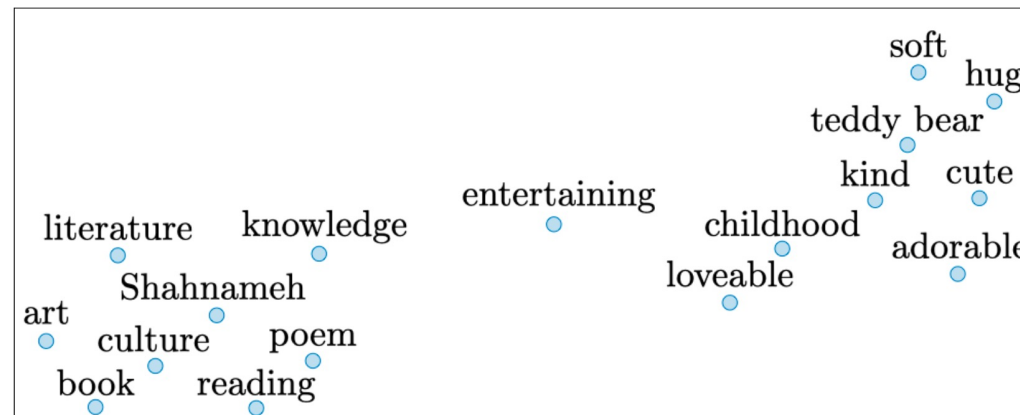 soft
hug
teddy bear
kind cute
entertaining
literature knowledge childhood
adorable
loveable
Shahnameh
art
culture poem
book reading